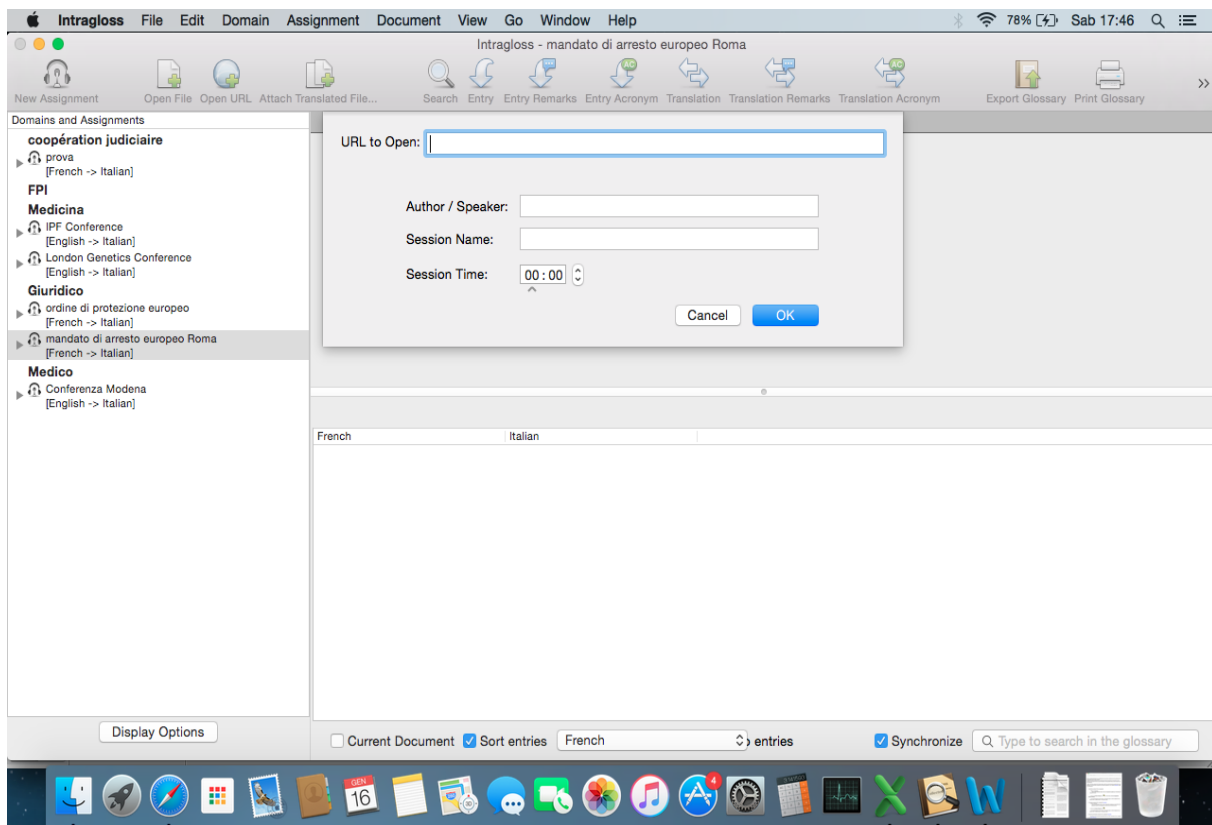 Intragloss File Edit Domain Assignment Document View Go Window Help 78% Sab 17:46
Intragloss - mandato di arresto europeo Roma
New Assignment Open File Open URL Attach Translated File... Search Entry Entry Remarks Entry Acronym Translation Translation Remarks Translation Acronym Export Glossary Print Glossary
Domains and Assignments
coopération judiciaire
prova
[French -> Italian]
FPI
Medicina
IPF Conference
[English -> Italian]
London Genetics Conference
[English -> Italian]
Giuridico
ordine di protezione europeo
[French -> Italian]
mandato di arresto europeo Roma
[French -> Italian]
Medico
Conferenza Modena
[English -> Italian]
Display Options
URL to Open:
Author / Speaker:
Session Name:
Session Time: 00:00
Cancel OK
French Italian
Current Document Sort entries French entries Synchronize Type to search in the glossary
GEN
16
4